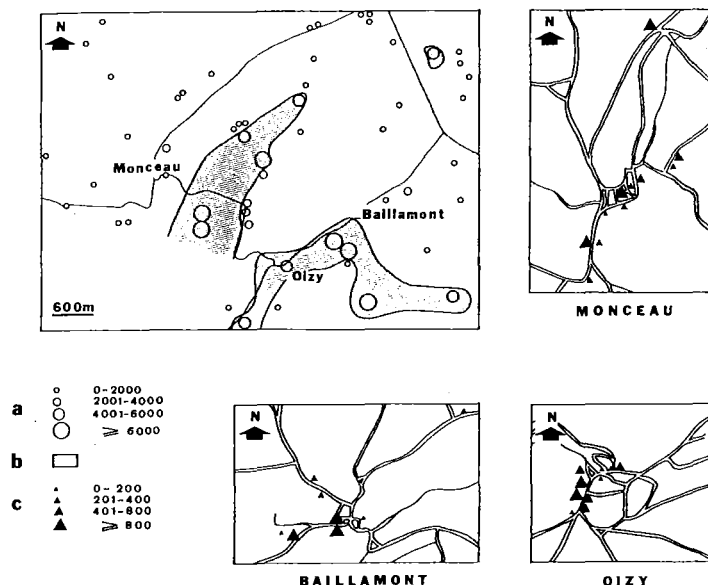 N
Monceau
Baillamont
Oizy
600m
N
MONCEAU
a
0-2000
2001-4000
4001-6000
≥ 6000
b
c
0-200
201-400
401-800
≥ 800
N
BAILLAMONT
N
OIZY